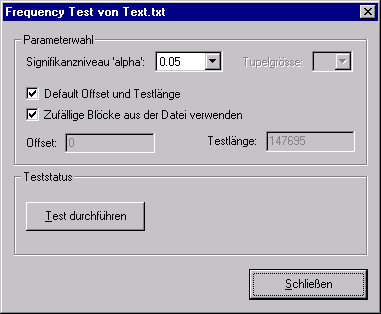 Frequency Test von Text.txt
Parameterwahl
Signifikanzniveau 'alpha': 0.05 Tupelgrösse:
Default Offset und Testlänge
Zufällige Blöcke aus der Datei verwenden
Offset: 0 Testlänge: 147695
Teststatus
Test durchführen
Schließen